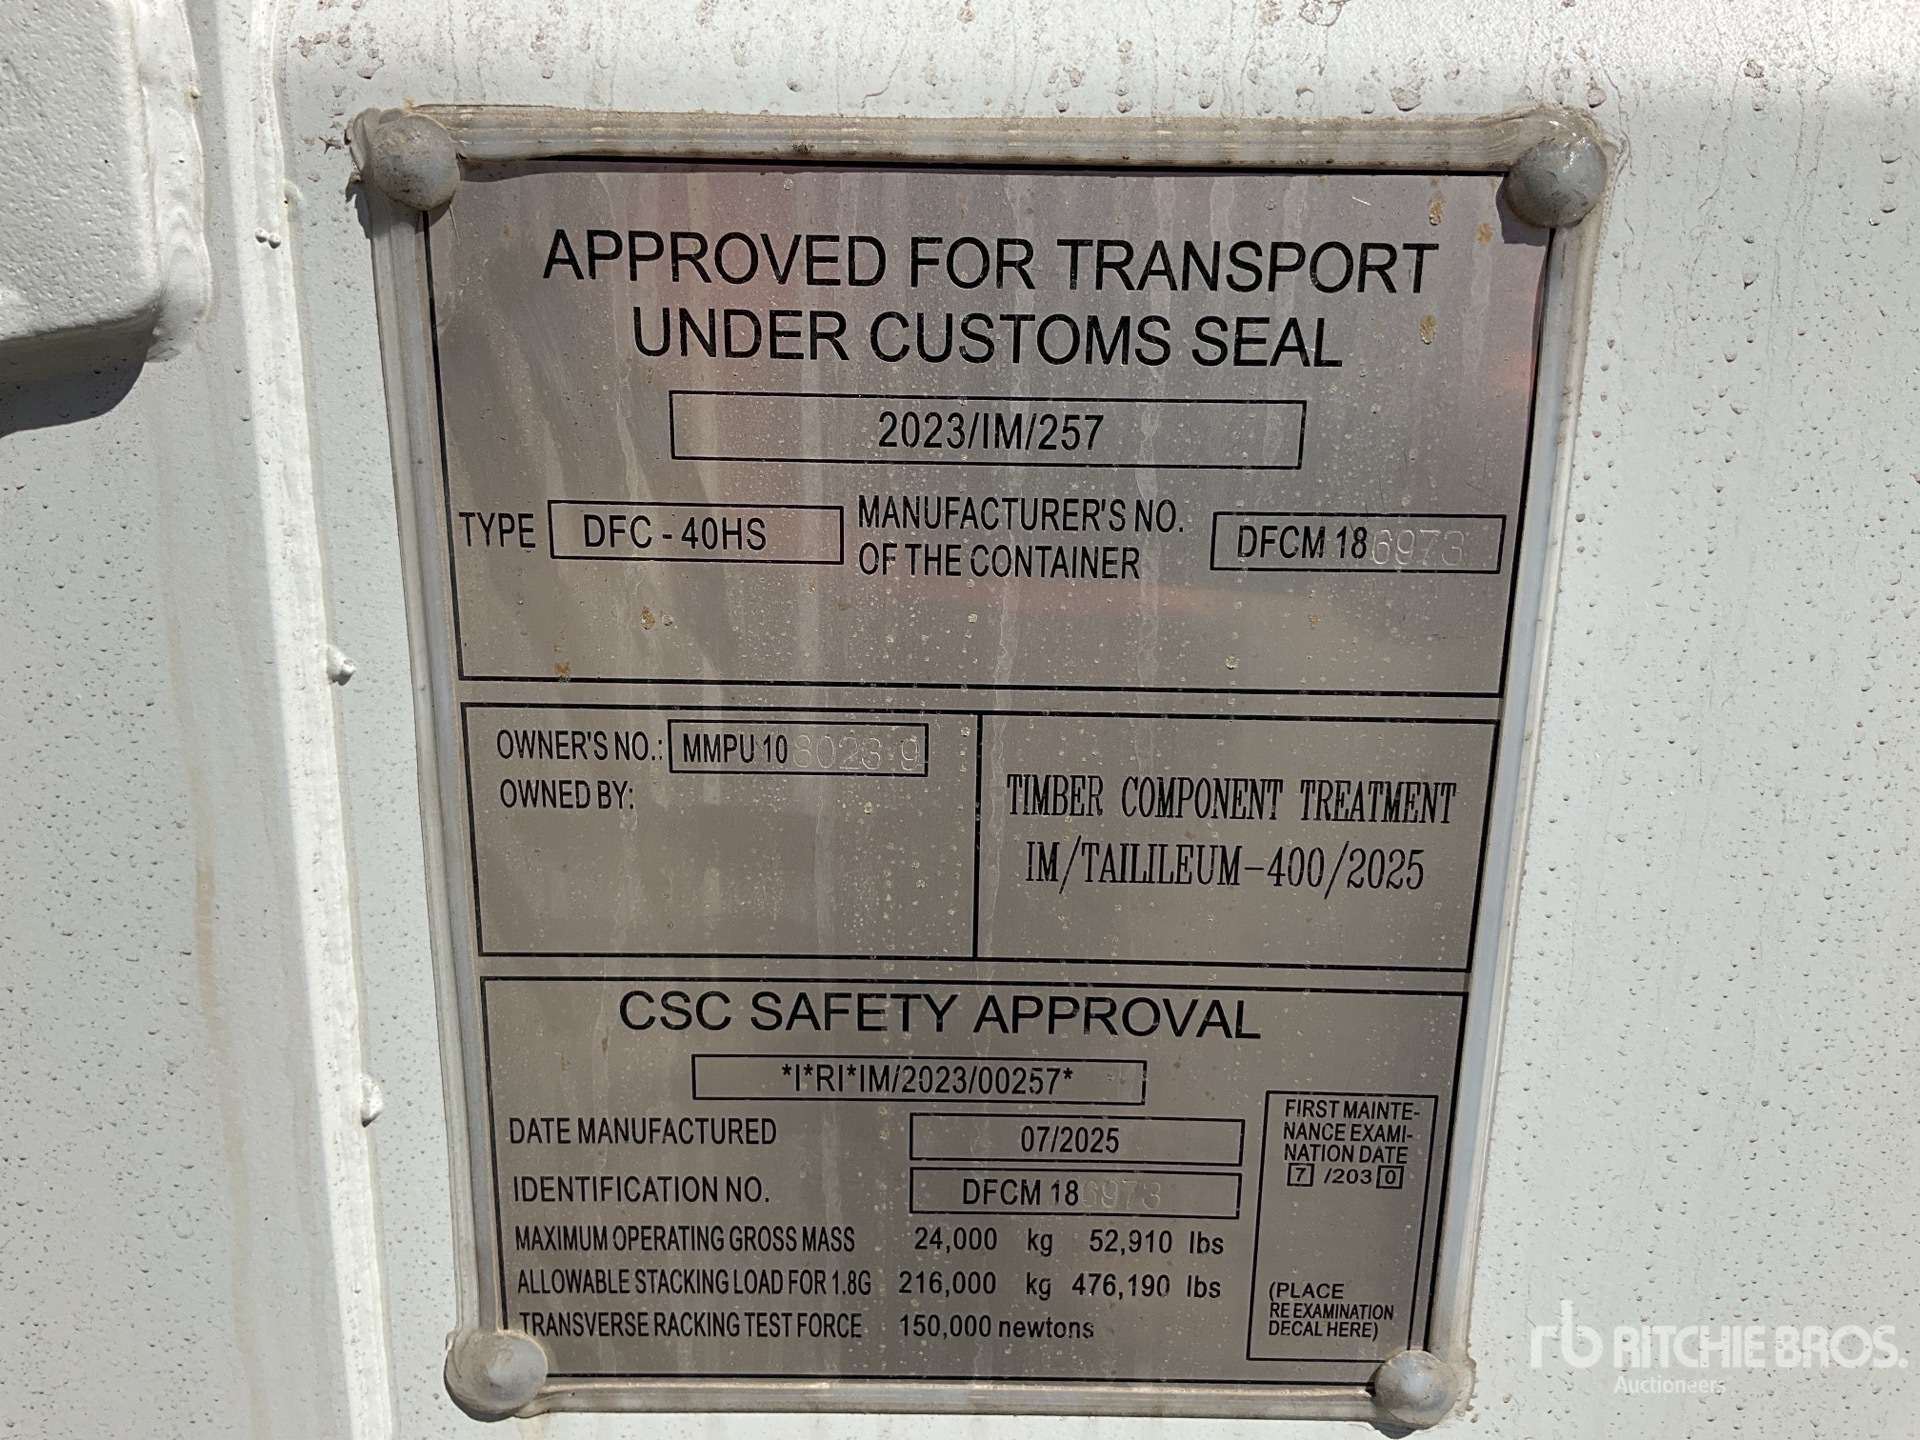 APPROVED FOR TRANSPORT
UNDER CUSTOMS SEAL
2023/IM/257
TYPE DFC - 40HS
MANUFACTURER'S NO.
OF THE CONTAINER
DFCM 186973
OWNER'S NO.: MMPU 1080239
OWNED BY:
TIMBER COMPONENT TREATMENT
IM/TAILILEUM-400/2025
CSC SAFETY APPROVAL
*I*RI*IM/2023/00257*
DATE MANUFACTURED 07/2025
IDENTIFICATION NO. DFCM 186973
MAXIMUM OPERATING GROSS MASS 24,000 kg 52,910 lbs
ALLOWABLE STACKING LOAD FOR 1.8G 216,000 kg 476,190 lbs
TRANSVERSE RACKING TEST FORCE 150,000 newtons
FIRST MAINTE-
NANCE EXAMI-
NATION DATE
7 /203 0
(PLACE
RE EXAMINATION
DECAL HERE)
rb RITCHIE BROS.
Auctioneers